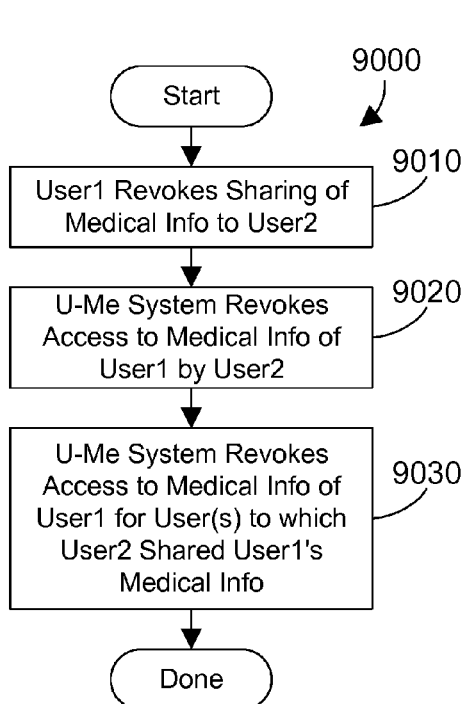 9000
Start
9010
User1 Revokes Sharing of
Medical Info to User2
9020
U-Me System Revokes
Access to Medical Info of
User1 by User2
9030
U-Me System Revokes
Access to Medical Info of
User1 for User(s) to which
User2 Shared User1's
Medical Info
Done